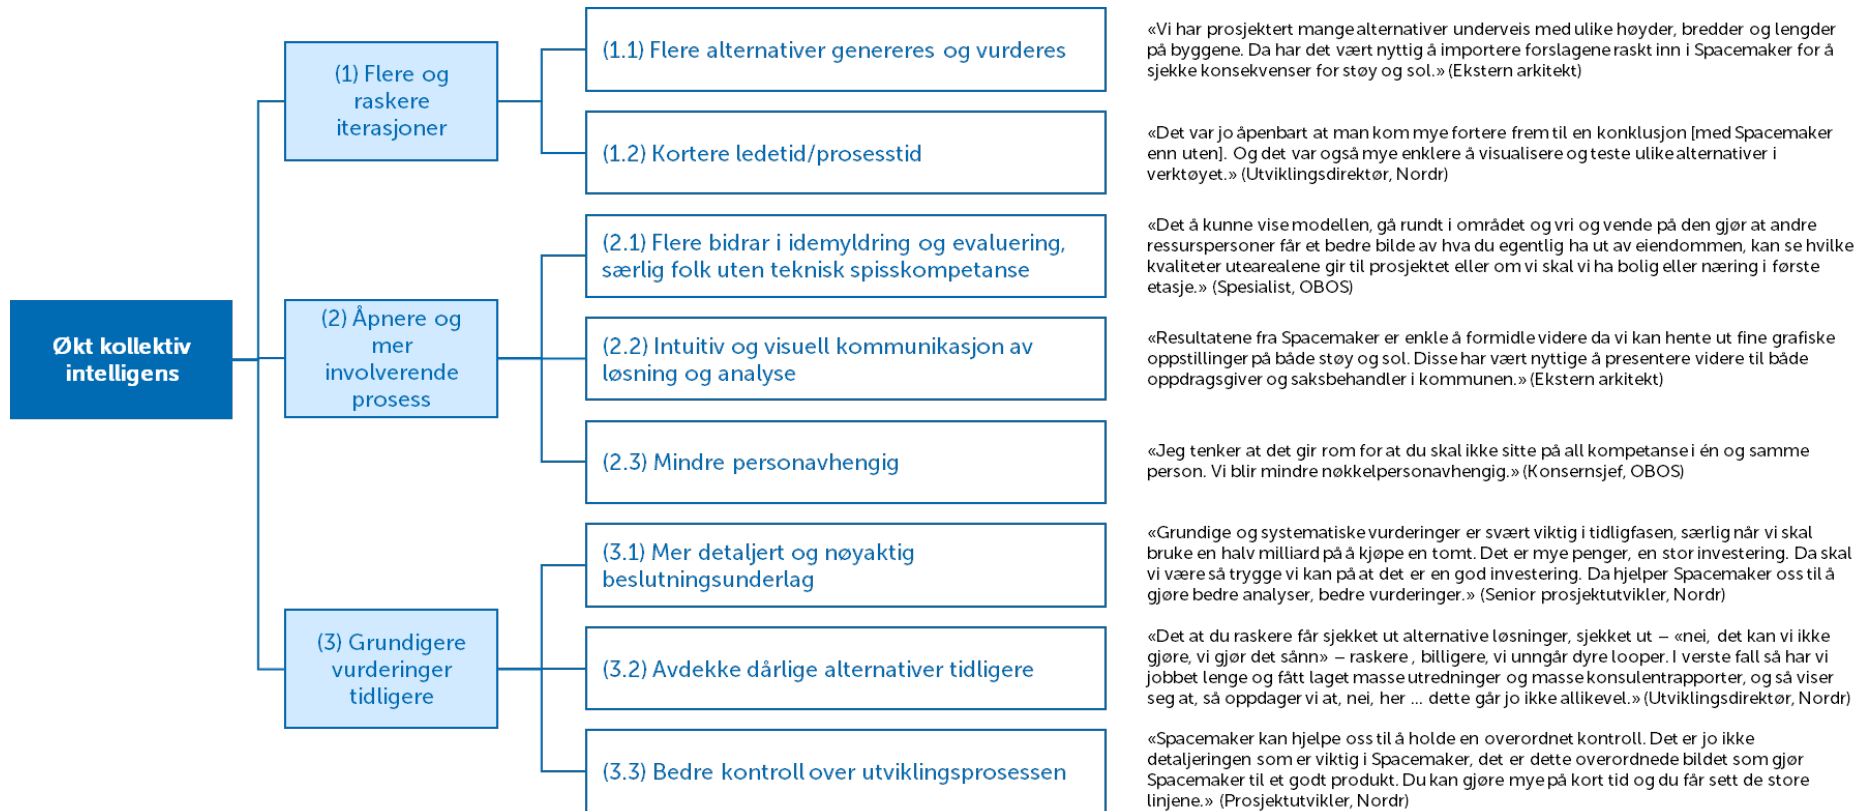 Økt kollektiv
intelligens
(1) Flere og
raskere
iterasjoner
(1.1) Flere alternativer genereres og vurderes
«Vi har prosjektert mange alternativer underveis med ulike høyder, bredder og lengder
på byggene. Da har det vært nyttig å importere forslagene raskt inn i Spacemaker for å
sjekke konsekvenser for støy og sol.» (Ekstern arkitekt)
(1.2) Kortere ledetid/prosesstid
«Det var jo åpenbart at man kom mye fortere frem til en konklusjon [med Spacemaker
enn uten]. Og det var også mye enklere å visualisere og teste ulike alternativer i
verktøyet.» (Utviklingsdirektør, Nordr)
(2) Åpnere og
mer
involverende
prosess
(2.1) Flere bidrar i idemyldring og evaluering,
særlig folk uten teknisk spisskompetanse
«Det å kunne vise modellen, gå rundt i området og vri og vende på den gjør at andre
ressurspersoner får et bedre bilde av hva du egentlig ha ut av eiendommen, kan se hvilke
kvaliteter utearealene gir til prosjektet eller om vi skal vi ha bolig eller næring i første
etasje.» (Spesialist, OBOS)
(2.2) Intuitiv og visuell kommunikasjon av
løsning og analyse
«Resultatene fra Spacemaker er enkle å formidle videre da vi kan hente ut fine grafiske
oppstillinger på både støy og sol. Disse har vært nyttige å presentere videre til både
oppdragsgiver og saksbehandler i kommunen.» (Ekstern arkitekt)
(2.3) Mindre personavhengig
«Jeg tenker at det gir rom for at du skal ikke sitte på all kompetanse i én og samme
person. Vi blir mindre nøkkelpersonavhengig.» (Konsernsjef, OBOS)
(3) Grundigere
vurderinger
tidligere
(3.1) Mer detaljert og nøyaktig
beslutningsunderlag
«Grundige og systematiske vurderinger er svært viktig i tidligfasen, særlig når vi skal
bruke en halv milliard på å kjøpe en tomt. Det er mye penger, en stor investering. Da skal
vi være så trygge vi kan på at det er en god investering. Da hjelper Spacemaker oss til å
gjøre bedre analyser, bedre vurderinger.» (Senior prosjektutvikler, Nordr)
(3.2) Avdekke dårlige alternativer tidligere
«Det at du raskere får sjekket ut alternative løsninger, sjekket ut – «nei, det kan vi ikke
gjøre, vi gjør det sånn» – raskere , billigere, vi unngår dyre looper. I verste fall så har vi
jobbet lenge og fått laget masse utredninger og masse konsulentrapporter, og så viser
seg at, så oppdager vi at, nei, her ... dette går jo ikke allikevel.» (Utviklingsdirektør, Nordr)
(3.3) Bedre kontroll over utviklingsprosessen
«Spacemaker kan hjelpe oss til å holde en overordnet kontroll. Det er jo ikke
detaljeringen som er viktig i Spacemaker, det er dette overordnede bildet som gjør
Spacemaker til et godt produkt. Du kan gjøre mye på kort tid og du får sett de store
linjene.» (Prosjektutvikler, Nordr)